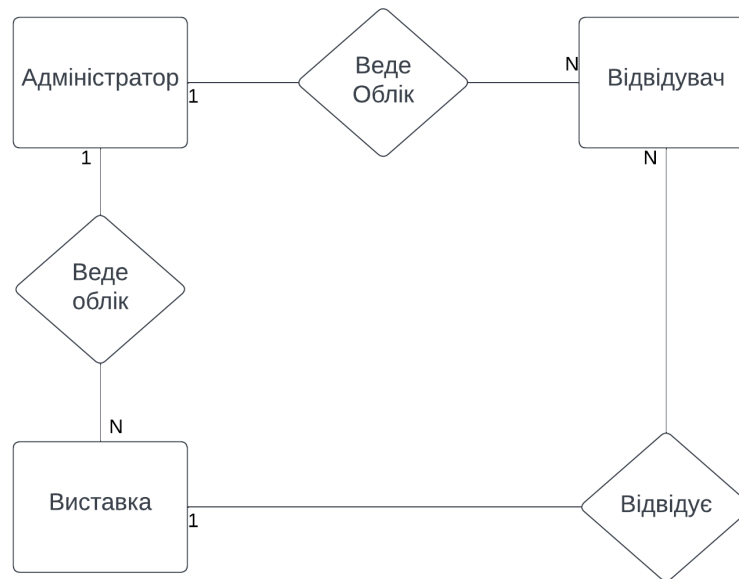 Адміністратор
1
Веде
Облік
N
Відвідувач
1
N
Веде
облік
N
Виставка
1
Відвідує